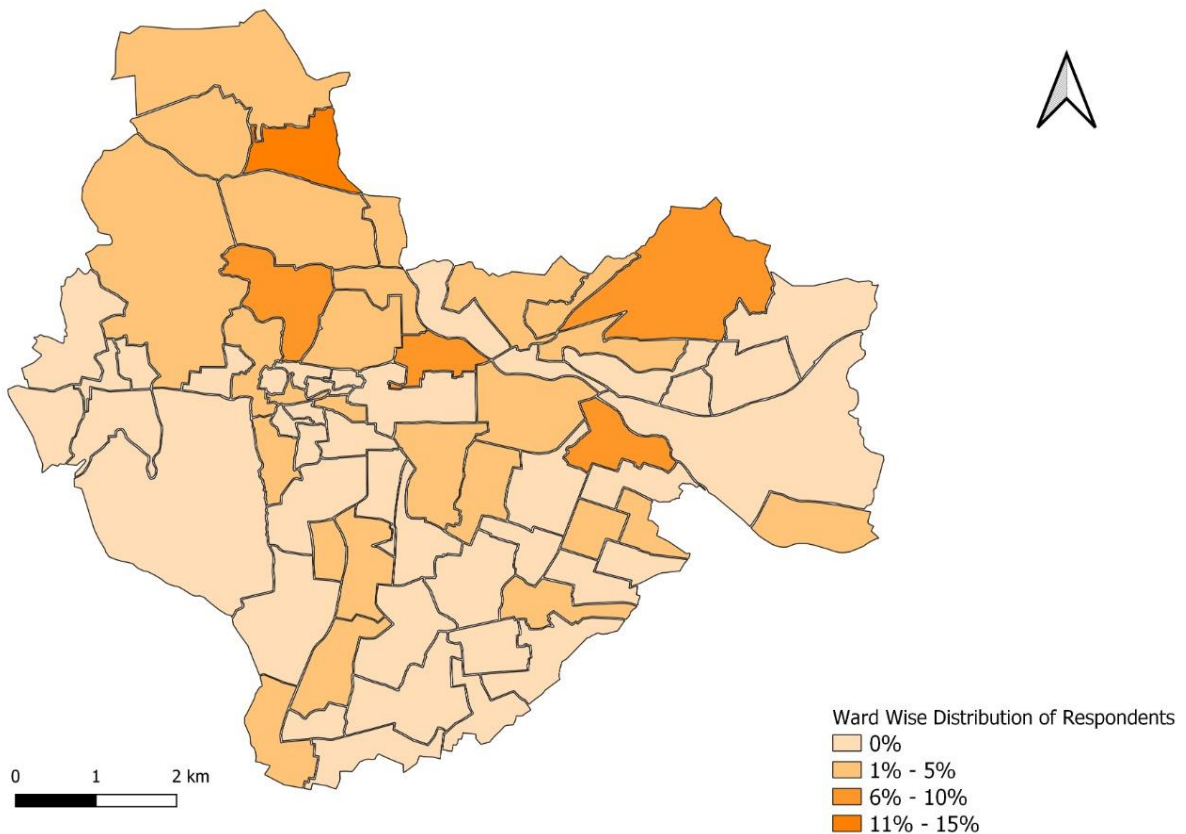 Ward Wise Distribution of Respondents
0%
1% - 5%
6% - 10%
11% - 15%
0 1 2 km